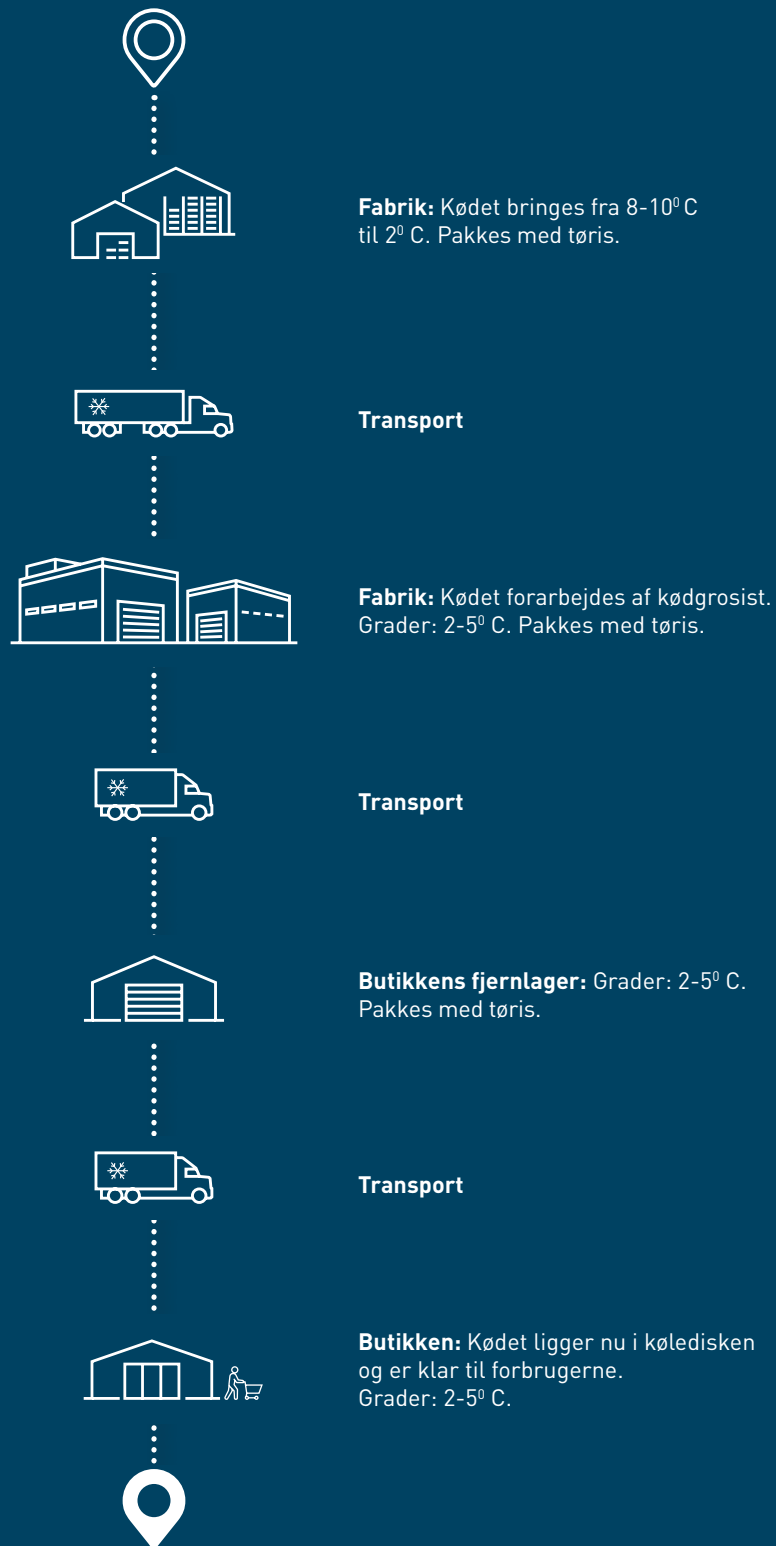 Fabrik: Kødet bringes fra 8-10⁰ C
til 2⁰ C. Pakkes med tøris.
Transport
Fabrik: Kødet forarbejdes af kødgrosist.
Grader: 2-5⁰ C. Pakkes med tøris.
Transport
Butikkens fjernlager: Grader: 2-5⁰ C.
Pakkes med tøris.
Transport
Butikken: Kødet ligger nu i køledisken
og er klar til forbrugerne.
Grader: 2-5⁰ C.